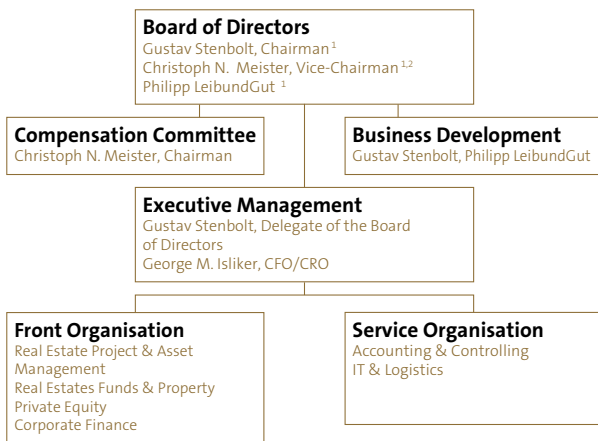 Board of Directors
Gustav Stenbolt, Chairman 1
Christoph N. Meister, Vice-Chairman 1,2
Philipp LeibundGut 1
Compensation Committee
Christoph N. Meister, Chairman
Business Development
Gustav Stenbolt, Philipp LeibundGut
Executive Management
Gustav Stenbolt, Delegate of the Board
of Directors
George M. Isliker, CFO/CRO
Front Organisation
Real Estate Project & Asset
Management
Real Estates Funds & Property
Private Equity
Corporate Finance
Service Organisation
Accounting & Controlling
IT & Logistics